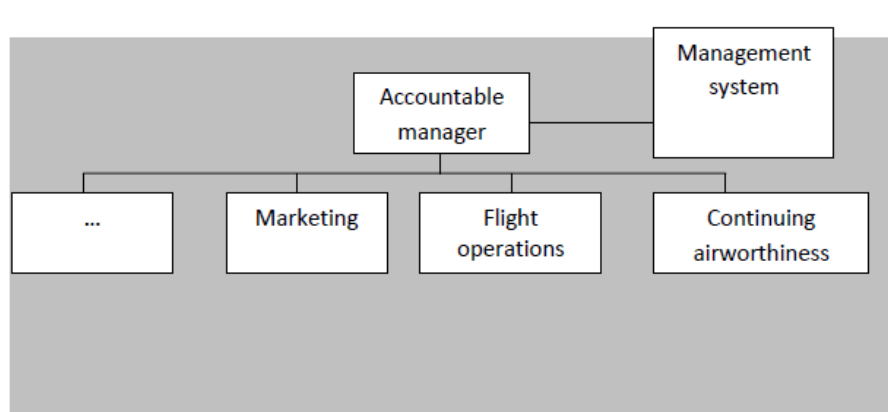 Management
system
Accountable
manager
...
Marketing
Flight
operations
Continuing
airworthiness